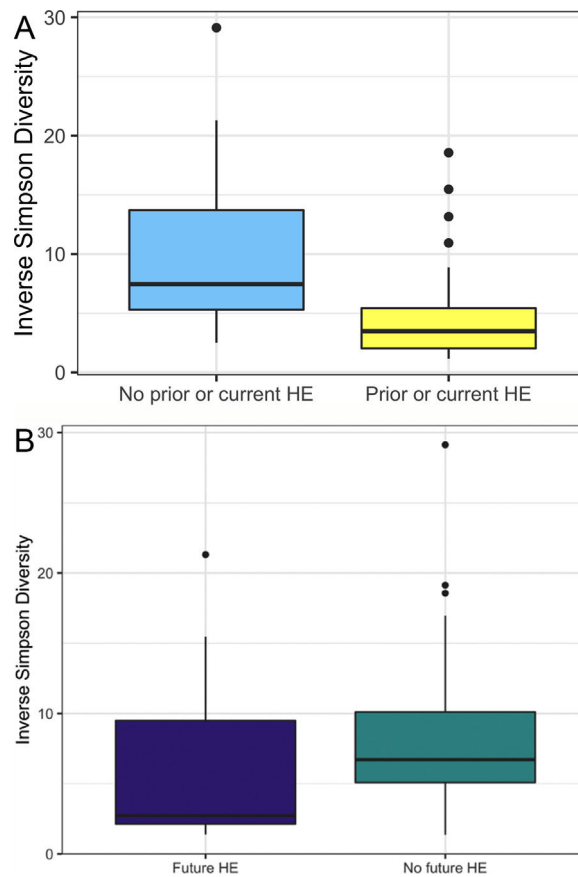 A
Inverse Simpson Diversity
30
20
10
0
No prior or current HE
Prior or current HE
B
Inverse Simpson Diversity
30
20
10
0
Future HE
No future HE